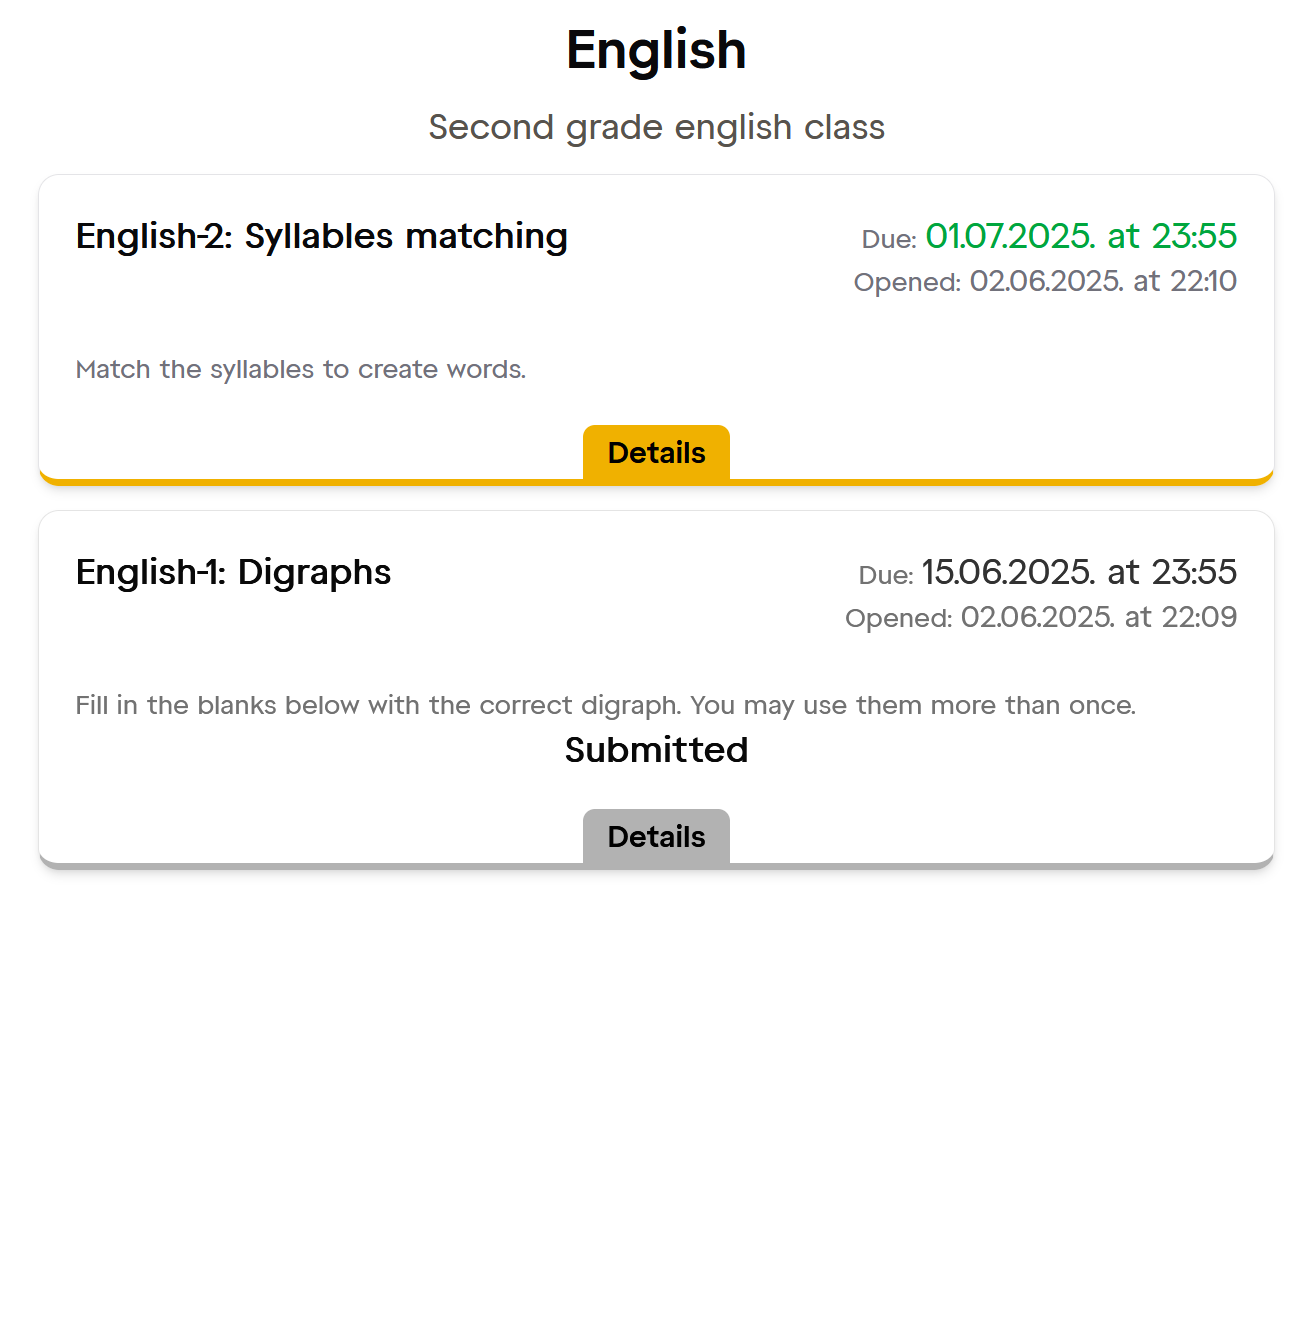 English
Second grade english class
English-2: Syllables matching
Due: 01.07.2025. at 23:55
Opened: 02.06.2025. at 22:10
Match the syllables to create words.
Details
English-1: Digraphs
Due: 15.06.2025. at 23:55
Opened: 02.06.2025. at 22:09
Fill in the blanks below with the correct digraph. You may use them more than once.
Submitted
Details